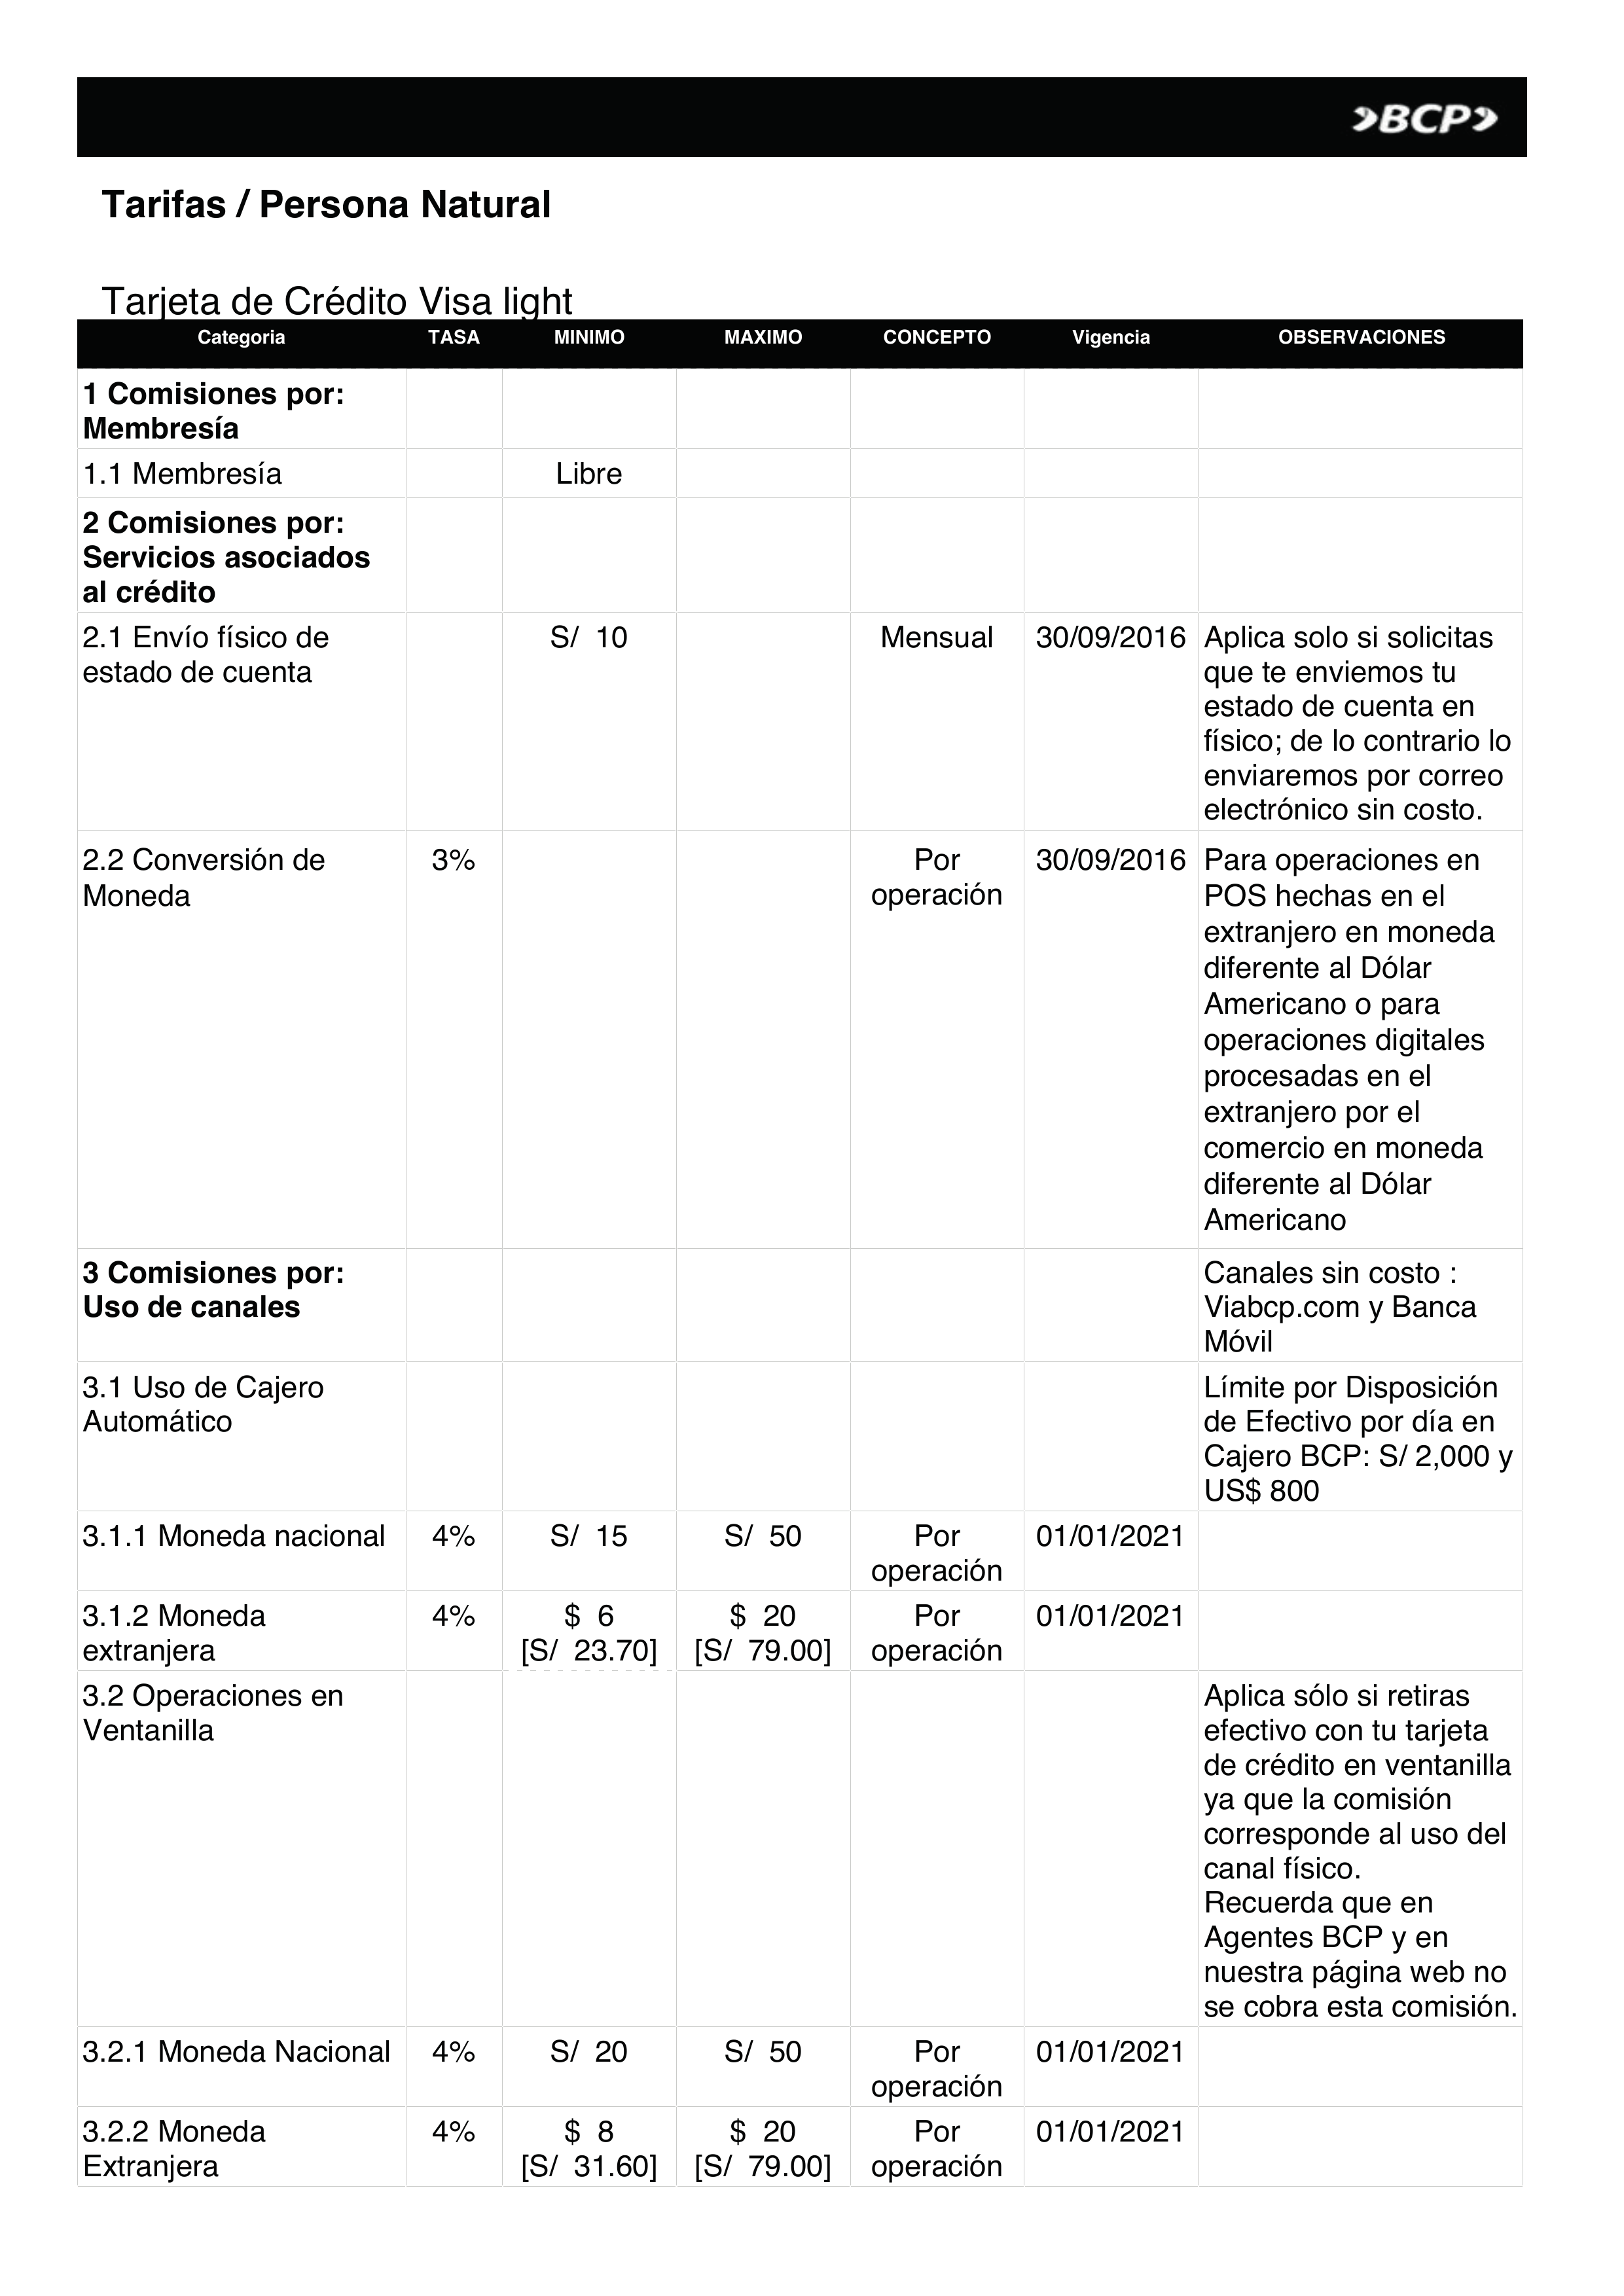 BCP
Tarifas / Persona Natural
Tarjeta de Crédito Visa light
Categoria TASA MINIMO MAXIMO CONCEPTO Vigencia OBSERVACIONES
1 Comisiones por:
Membresía
1.1 Membresía Libre
2 Comisiones por:
Servicios asociados
al crédito
2.1 Envío físico de S/ 10 Mensual 30/09/2016 Aplica solo si solicitas
estado de cuenta que te enviemos tu
estado de cuenta en
físico; de lo contrario lo
enviaremos por correo
electrónico sin costo.
2.2 Conversión de 3% Por 30/09/2016 Para operaciones en
Moneda operación POS hechas en el
extranjero en moneda
diferente al Dólar
Americano o para
operaciones digitales
procesadas en el
extranjero por el
comercio en moneda
diferente al Dólar
Americano
3 Comisiones por: Canales sin costo :
Uso de canales Viabcp.com y Banca
Móvil
3.1 Uso de Cajero Límite por Disposición
Automático de Efectivo por día en
Cajero BCP: S/ 2,000 y
US$ 800
3.1.1 Moneda nacional 4% S/ 15 S/ 50 Por 01/01/2021
operación
3.1.2 Moneda 4% $ 6 $ 20 Por 01/01/2021
extranjera [S/ 23.70] [S/ 79.00] operación
3.2 Operaciones en Aplica sólo si retiras
Ventanilla efectivo con tu tarjeta
de crédito en ventanilla
ya que la comisión
corresponde al uso del
canal físico.
Recuerda que en
Agentes BCP y en
nuestra página web no
se cobra esta comisión.
3.2.1 Moneda Nacional 4% S/ 20 S/ 50 Por 01/01/2021
operación
3.2.2 Moneda 4% $ 8 $ 20 Por 01/01/2021
Extranjera [S/ 31.60] [S/ 79.00] operación